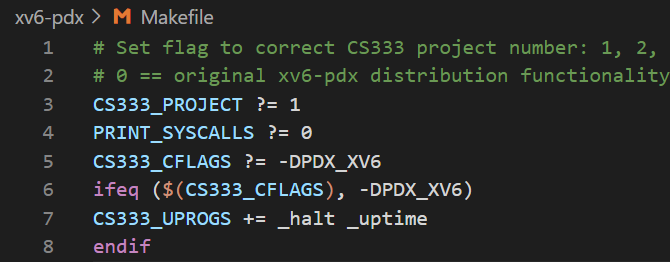 xv6-pdx > M Makefile
1 # Set flag to correct CS333 project number: 1, 2,
2 # 0 == original xv6-pdx distribution functionality
3 CS333_PROJECT ?= 1
4 PRINT_SYSCALLS ?= 0
5 CS333_CFLAGS ?= -DPDX_XV6
6 ifeq ($(CS333_CFLAGS), -DPDX_XV6)
7 CS333_UPROGS += _halt _uptime
8 endif